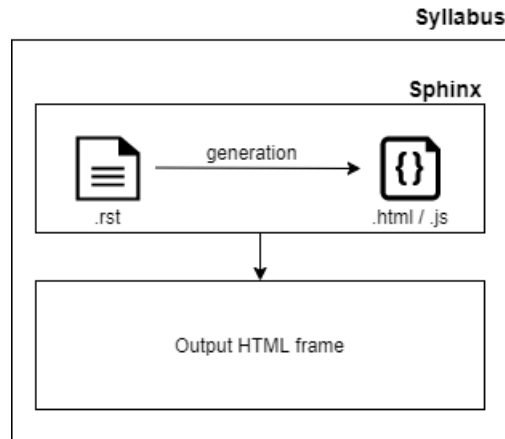 Syllabus
Sphinx
generation
{}
.rst
.html / .js
Output HTML frame